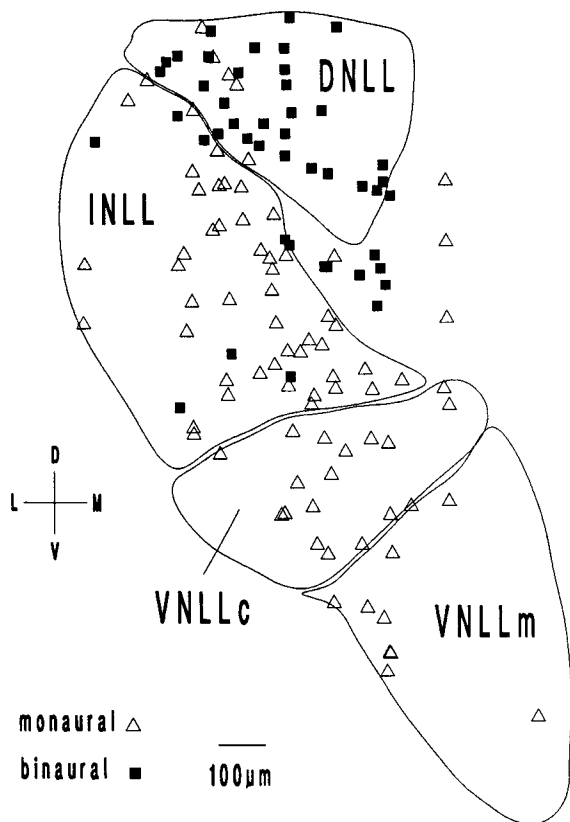 DNLL
INLL
D
L M
V
VNLLc
VNLLm
monaural
binaural
100μm